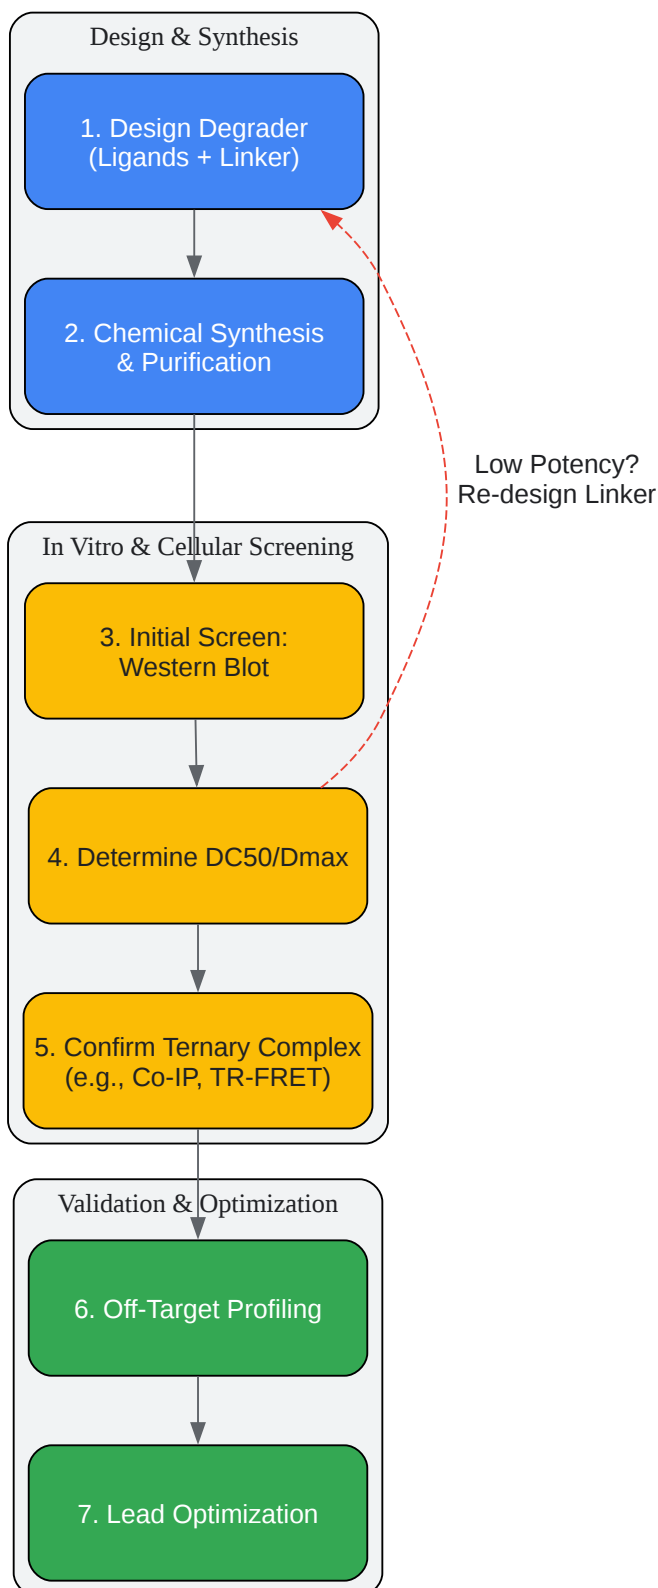 Design & Synthesis
1. Design Degrader
(Ligands + Linker)
2. Chemical Synthesis
& Purification
Low Potency?
Re-design Linker
In Vitro & Cellular Screening
3. Initial Screen:
Western Blot
4. Determine DC50/Dmax
5. Confirm Ternary Complex
(e.g., Co-IP, TR-FRET)
Validation & Optimization
6. Off-Target Profiling
7. Lead Optimization